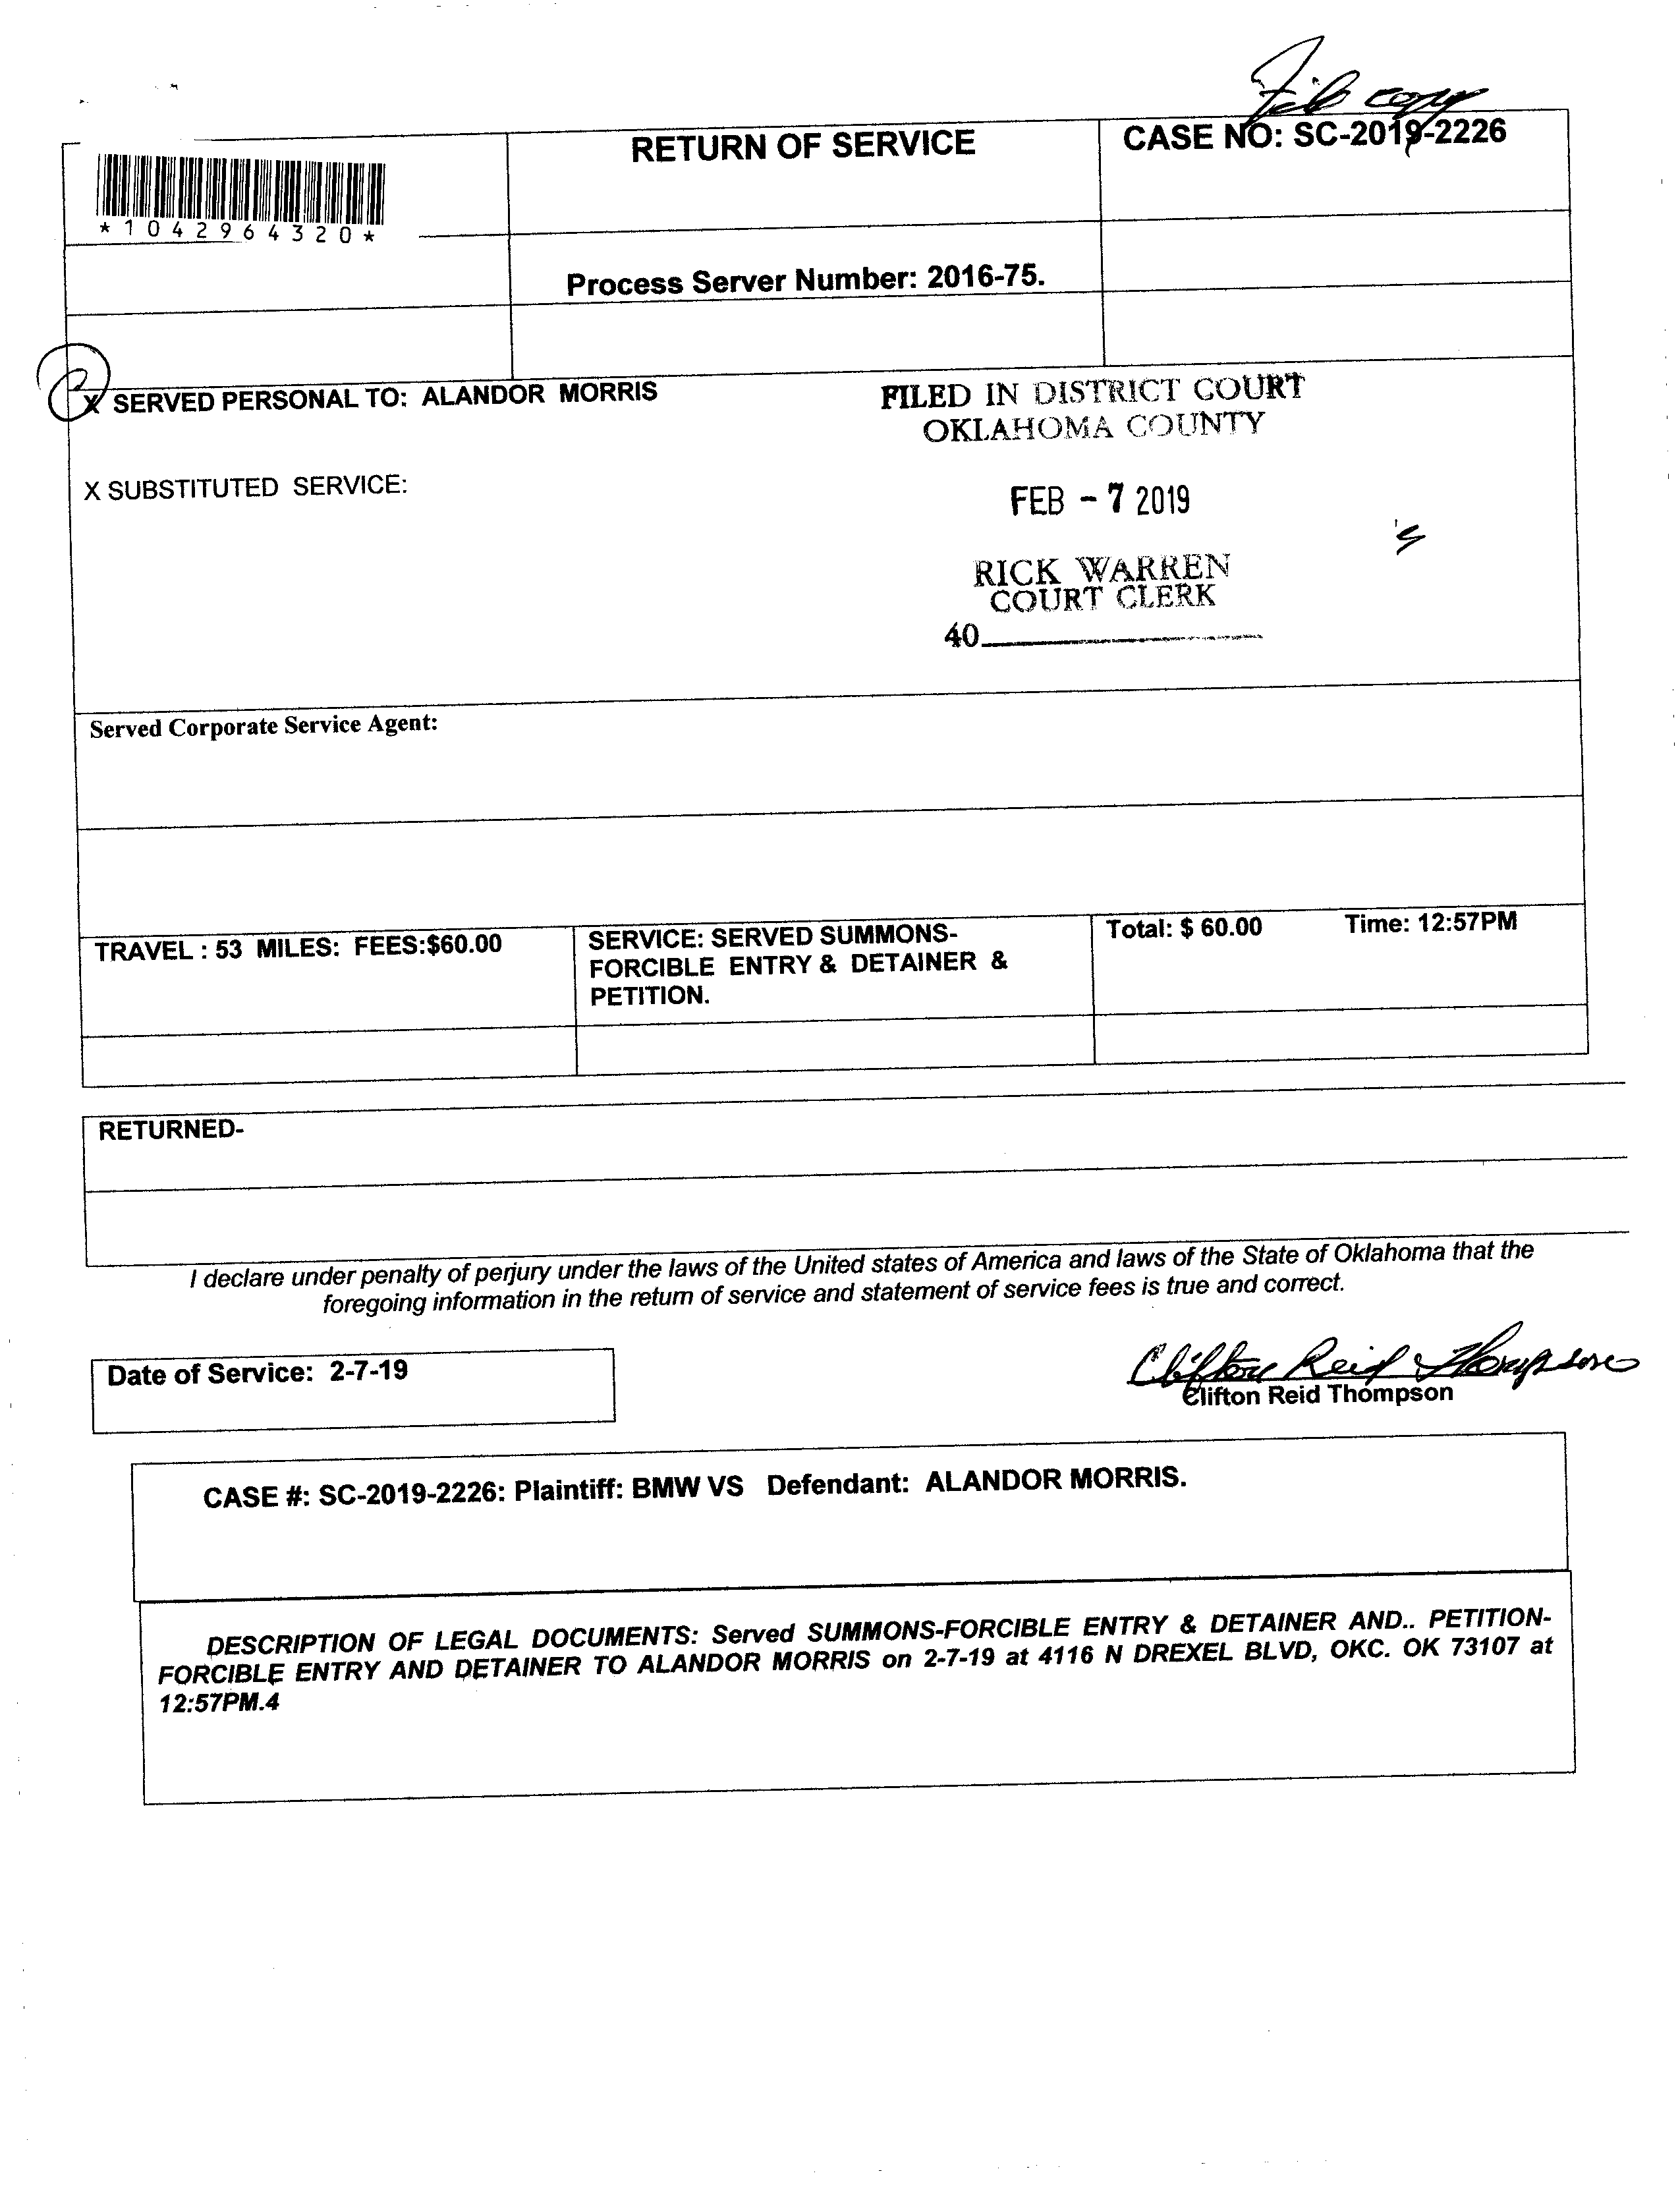 File copy
RETURN OF SERVICE
CASE NO: SC-2019-2226
*1042964320*
Process Server Number: 2016-75.
X SERVED PERSONAL TO: ALANDOR MORRIS
FILED IN DISTRICT COURT
OKLAHOMA COUNTY
X SUBSTITUTED SERVICE:
FEB - 7 2019
RICK WARREN
COURT CLERK
40
Served Corporate Service Agent:
TRAVEL : 53 MILES: FEES:$60.00
SERVICE: SERVED SUMMONS-
FORCIBLE ENTRY & DETAINER &
PETITION.
Total: $ 60.00 Time: 12:57PM
RETURNED-
I declare under penalty of perjury under the laws of the United states of America and laws of the State of Oklahoma that the
foregoing information in the return of service and statement of service fees is true and correct.
Date of Service: 2-7-19
Clifton Reid Thompson
Clifton Reid Thompson
CASE #: SC-2019-2226: Plaintiff: BMW VS Defendant: ALANDOR MORRIS.
DESCRIPTION OF LEGAL DOCUMENTS: Served SUMMONS-FORCIBLE ENTRY & DETAINER AND.. PETITION-
FORCIBLE ENTRY AND DETAINER TO ALANDOR MORRIS on 2-7-19 at 4116 N DREXEL BLVD, OKC. OK 73107 at
12:57PM.4